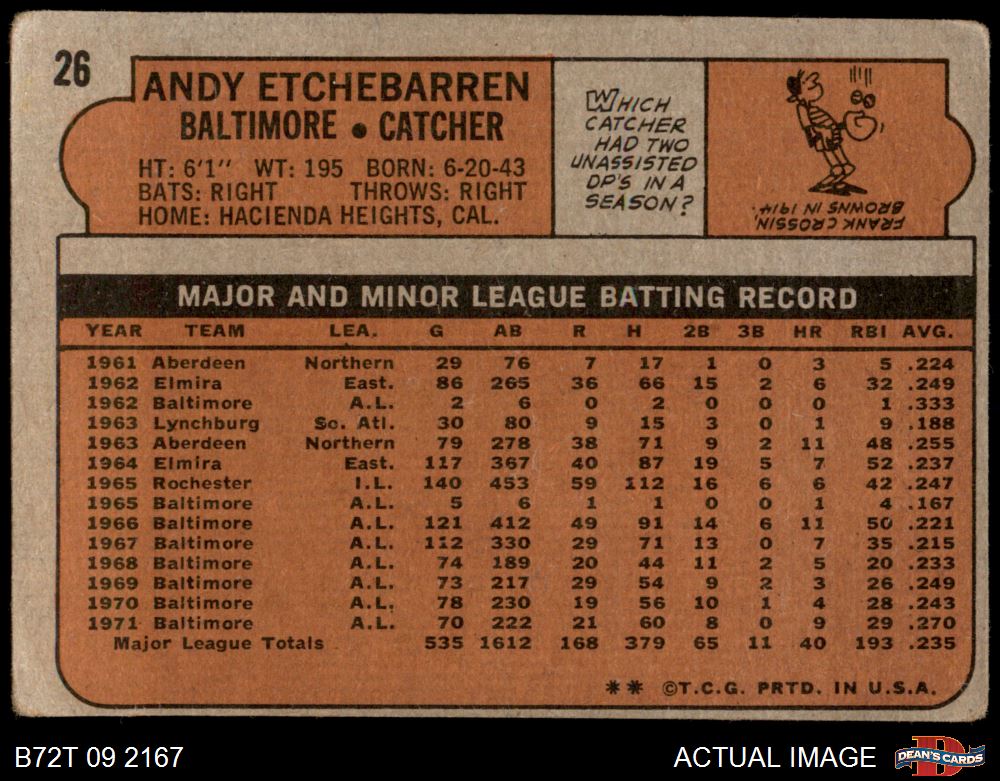 26
ANDY ETCHEBARREN
BALTIMORE • CATCHER
HT: 6'1" WT: 195 BORN: 6-20-43
BATS: RIGHT THROWS: RIGHT
HOME: HACIENDA HEIGHTS, CAL.
WHICH
CATCHER
HAD TWO
UNASSISTED
DP'S IN A
SEASON?
FRANK CROSSIN,
BROWNS IN 1914.
MAJOR AND MINOR LEAGUE BATTING RECORD
YEAR TEAM LEA. G AB R H 2B 3B HR RBI AVG.
1961 Aberdeen Northern 29 76 7 17 1 0 3 5 .224
1962 Elmira East. 86 265 36 66 15 2 6 32 .249
1962 Baltimore A.L. 2 6 0 2 0 0 0 1 .333
1963 Lynchburg So. Atl. 30 80 9 15 3 0 1 9 .188
1963 Aberdeen Northern 79 278 38 71 9 2 11 48 .255
1964 Elmira East. 117 367 40 87 19 5 7 52 .237
1965 Rochester I.L. 140 453 59 112 16 6 6 42 .247
1965 Baltimore A.L. 5 6 1 1 0 0 1 4 .167
1966 Baltimore A.L. 121 412 49 91 14 6 11 50 .221
1967 Baltimore A.L. 112 330 29 71 13 0 7 35 .215
1968 Baltimore A.L. 74 189 20 44 11 2 5 20 .233
1969 Baltimore A.L. 73 217 29 54 9 2 3 26 .249
1970 Baltimore A.L. 78 230 19 56 10 1 4 28 .243
1971 Baltimore A.L. 70 222 21 60 8 0 9 29 .270
Major League Totals 535 1612 168 379 65 11 40 193 .235
** ©T.C.G. PRTD. IN U.S.A.
B72T 09 2167
ACTUAL IMAGE
DEAN'S CARDS